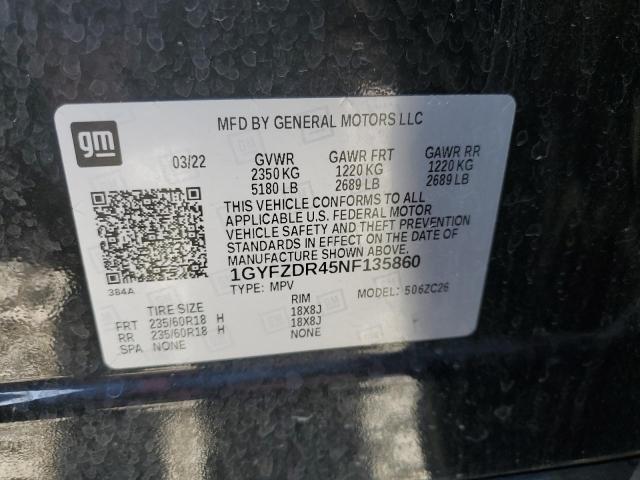 gm
MFD BY GENERAL MOTORS LLC
03/22 GVWR GAWR FRT GAWR RR
2350 KG 1220 KG 1220 KG
5180 LB 2689 LB 2689 LB
THIS VEHICLE CONFORMS TO ALL
APPLICABLE U.S. FEDERAL MOTOR
VEHICLE SAFETY AND THEFT PREVENTION
STANDARDS IN EFFECT ON THE DATE OF
MANUFACTURE SHOWN ABOVE.
1GYFZDR45NF135860
384A
TYPE: MPV MODEL: 506ZC26
TIRE SIZE RIM
FRT 235/60R18 H 18X8J
RR 235/60R18 H 18X8J
SPA NONE NONE